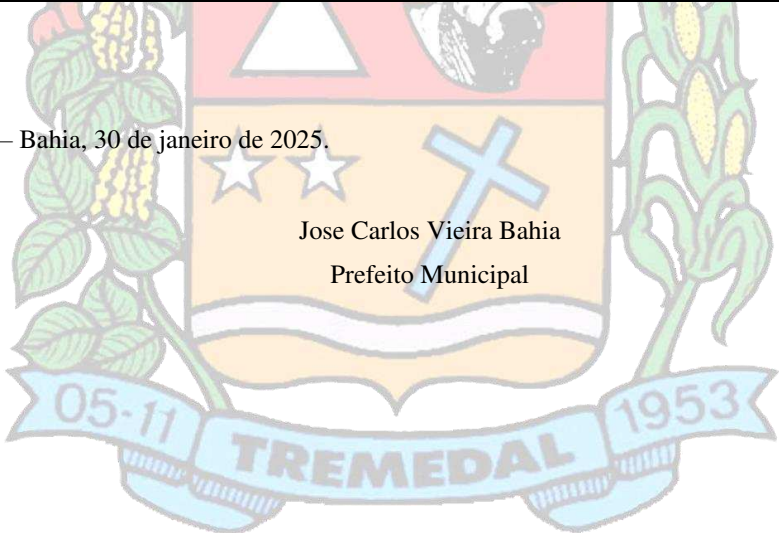 – Bahia, 30 de janeiro de 2025.
Jose Carlos Vieira Bahia
Prefeito Municipal
05-11
1953
TREMEDAL